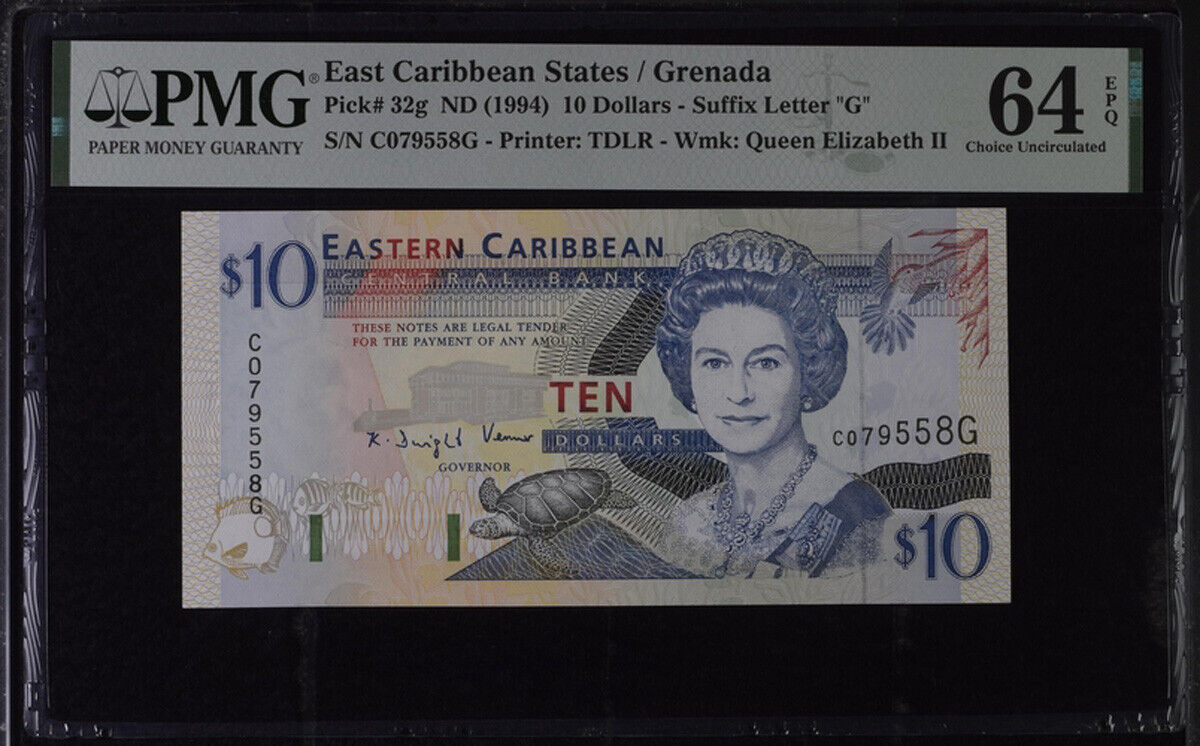 PMG®
PAPER MONEY GUARANTY
East Caribbean States / Grenada
Pick# 32g ND (1994) 10 Dollars - Suffix Letter "G"
S/N C079558G - Printer: TDLR - Wmk: Queen Elizabeth II
64
EPQ
Choice Uncirculated
$10
EASTERN CARIBBEAN
CENTRAL BANK
THESE NOTES ARE LEGAL TENDER
FOR THE PAYMENT OF ANY AMOUNT
C079558G
TEN
DOLLARS
K. Dwight Venner
GOVERNOR
C079558G
$10